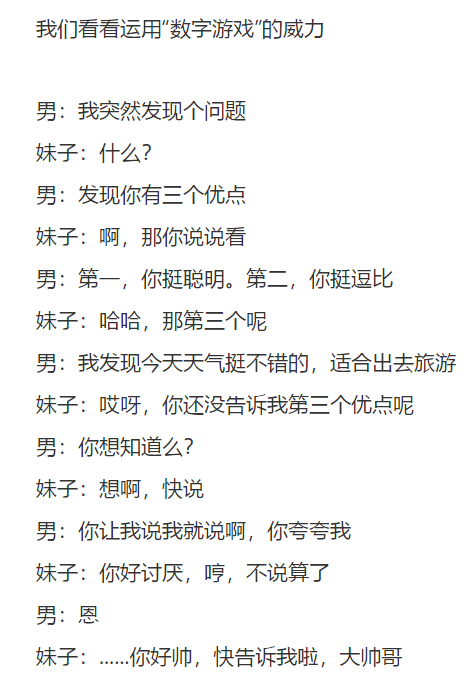 我们看看运用“数字游戏”的威力
男：我突然发现个问题
妹子：什么？
男：发现你有三个优点
妹子：啊，那你说说看
男：第一，你挺聪明。第二，你挺逗比
妹子：哈哈，那第三个呢
男：我发现今天天气挺不错的，适合出去旅游
妹子：哎呀，你还没告诉我第三个优点呢
男：你想知道么？
妹子：想啊，快说
男：你让我说我就说啊，你夸夸我
妹子：你好讨厌，哼，不说算了
男：恩
妹子：......你好帅，快告诉我啦，大帅哥